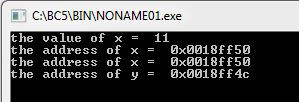 C:\BC5\BIN\NONAME01.exe
the value of x =  11
the address of x =  0x0018ff50
the address of x =  0x0018ff50
the address of y =  0x0018ff4c